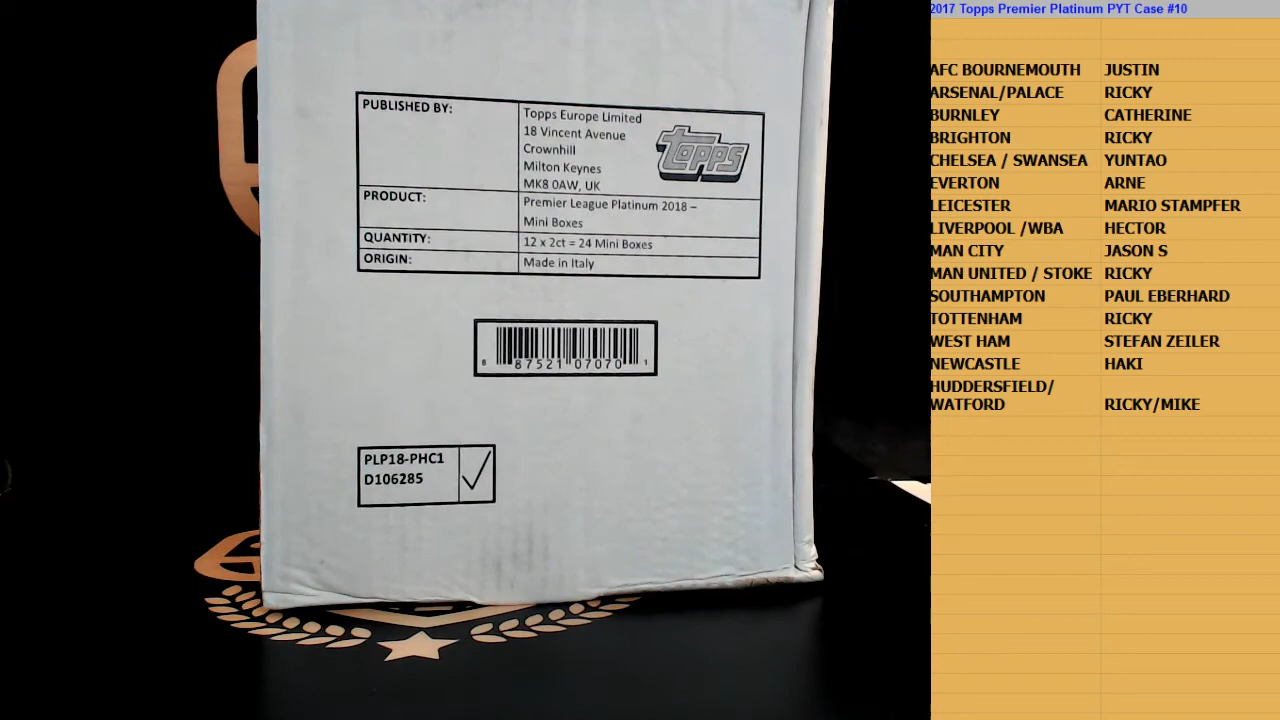 PUBLISHED BY:
Topps Europe Limited
18 Vincent Avenue
Crownhill
Milton Keynes
MK8 0AW, UK
topps
PRODUCT:
Premier League Platinum 2018 –
Mini Boxes
QUANTITY:
12 x 2ct = 24 Mini Boxes
ORIGIN:
Made in Italy
8 87521 07070 1
PLP18-PHC1
D106285
2017 Topps Premier Platinum PYT Case #10
AFC BOURNEMOUTH JUSTIN
ARSENAL/PALACE RICKY
BURNLEY CATHERINE
BRIGHTON RICKY
CHELSEA / SWANSEA YUNTAO
EVERTON ARNE
LEICESTER MARIO STAMPFER
LIVERPOOL /WBA HECTOR
MAN CITY JASON S
MAN UNITED / STOKE RICKY
SOUTHAMPTON PAUL EBERHARD
TOTTENHAM RICKY
WEST HAM STEFAN ZEILER
NEWCASTLE HAKI
HUDDERSFIELD/
WATFORD RICKY/MIKE